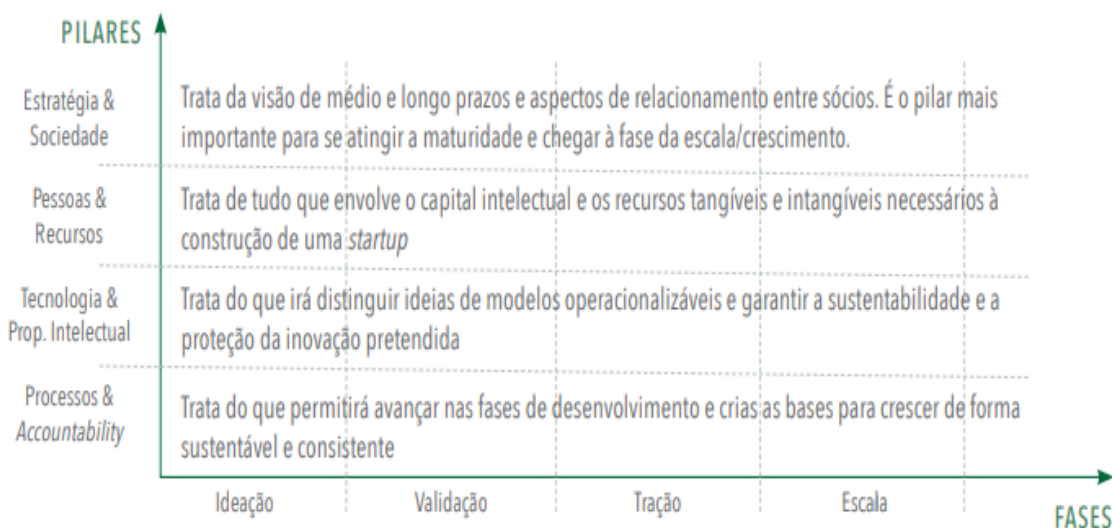 PILARES
Estratégia &
Sociedade
Trata da visão de médio e longo prazos e aspectos de relacionamento entre sócios. É o pilar mais
importante para se atingir a maturidade e chegar à fase da escala/crescimento.
Pessoas &
Recursos
Trata de tudo que envolve o capital intelectual e os recursos tangíveis e intangíveis necessários à
construção de uma startup
Tecnologia &
Prop. Intelectual
Trata do que irá distinguir ideias de modelos operacionalizáveis e garantir a sustentabilidade e a
proteção da inovação pretendida
Processos &
Accountability
Trata do que permitirá avançar nas fases de desenvolvimento e crias as bases para crescer de forma
sustentável e consistente
Ideação
Validação
Tração
Escala
FASES